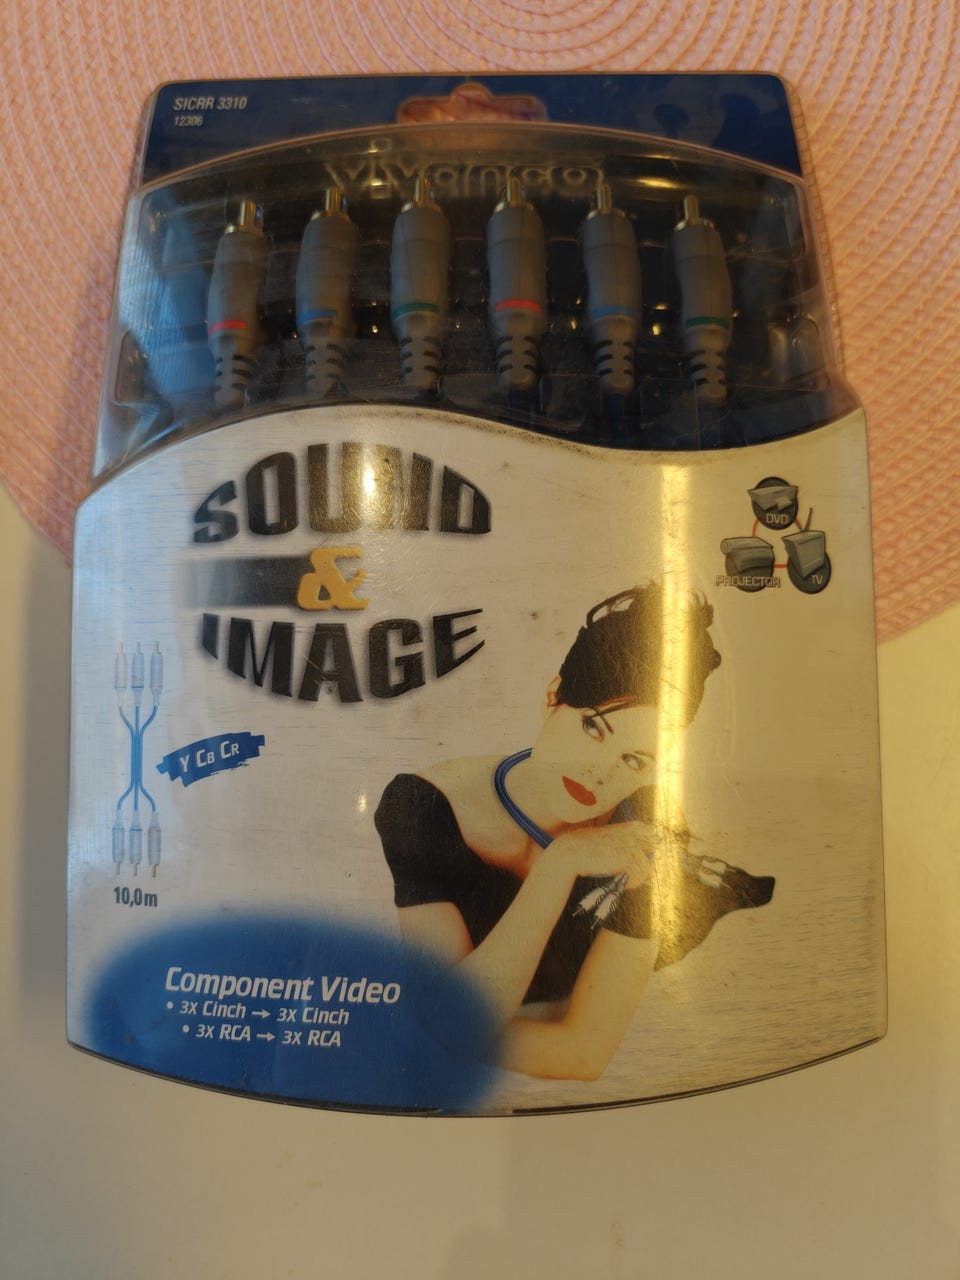 SICRR 3310
12306
vivanco
SOUND
&
IMAGE
DVD
PROJECTOR
TV
Y CB CR
10,0m
Component Video
• 3X Cinch → 3X Cinch
• 3X RCA → 3X RCA